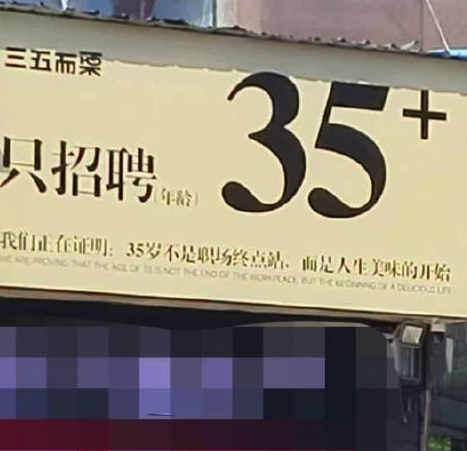 三五而栗
35+
只招聘(年龄)
我们正在证明：35岁不是职场终点站，而是人生美味的开始
WE ARE PROVING THAT THE AGE OF 35 IS NOT THE END OF THE WORKPLACE, BUT THE BEGINNING OF A DELICIOUS LIFE